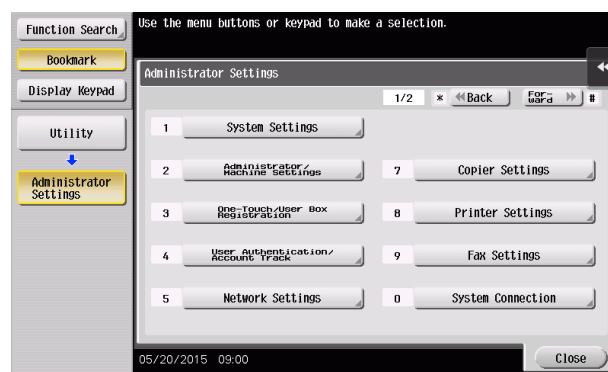 Function Search
Bookmark
Display Keypad
Utility
Administrator
Settings
Use the menu buttons or keypad to make a selection.
Administrator Settings
1/2 * Back For-
ward #
1 System Settings
2 Administrator/
Machine Settings
7 Copier Settings
3 One-Touch/User Box
Registration
8 Printer Settings
4 User Authentication/
Account Track
9 Fax Settings
5 Network Settings
0 System Connection
05/20/2015 09:00
Close